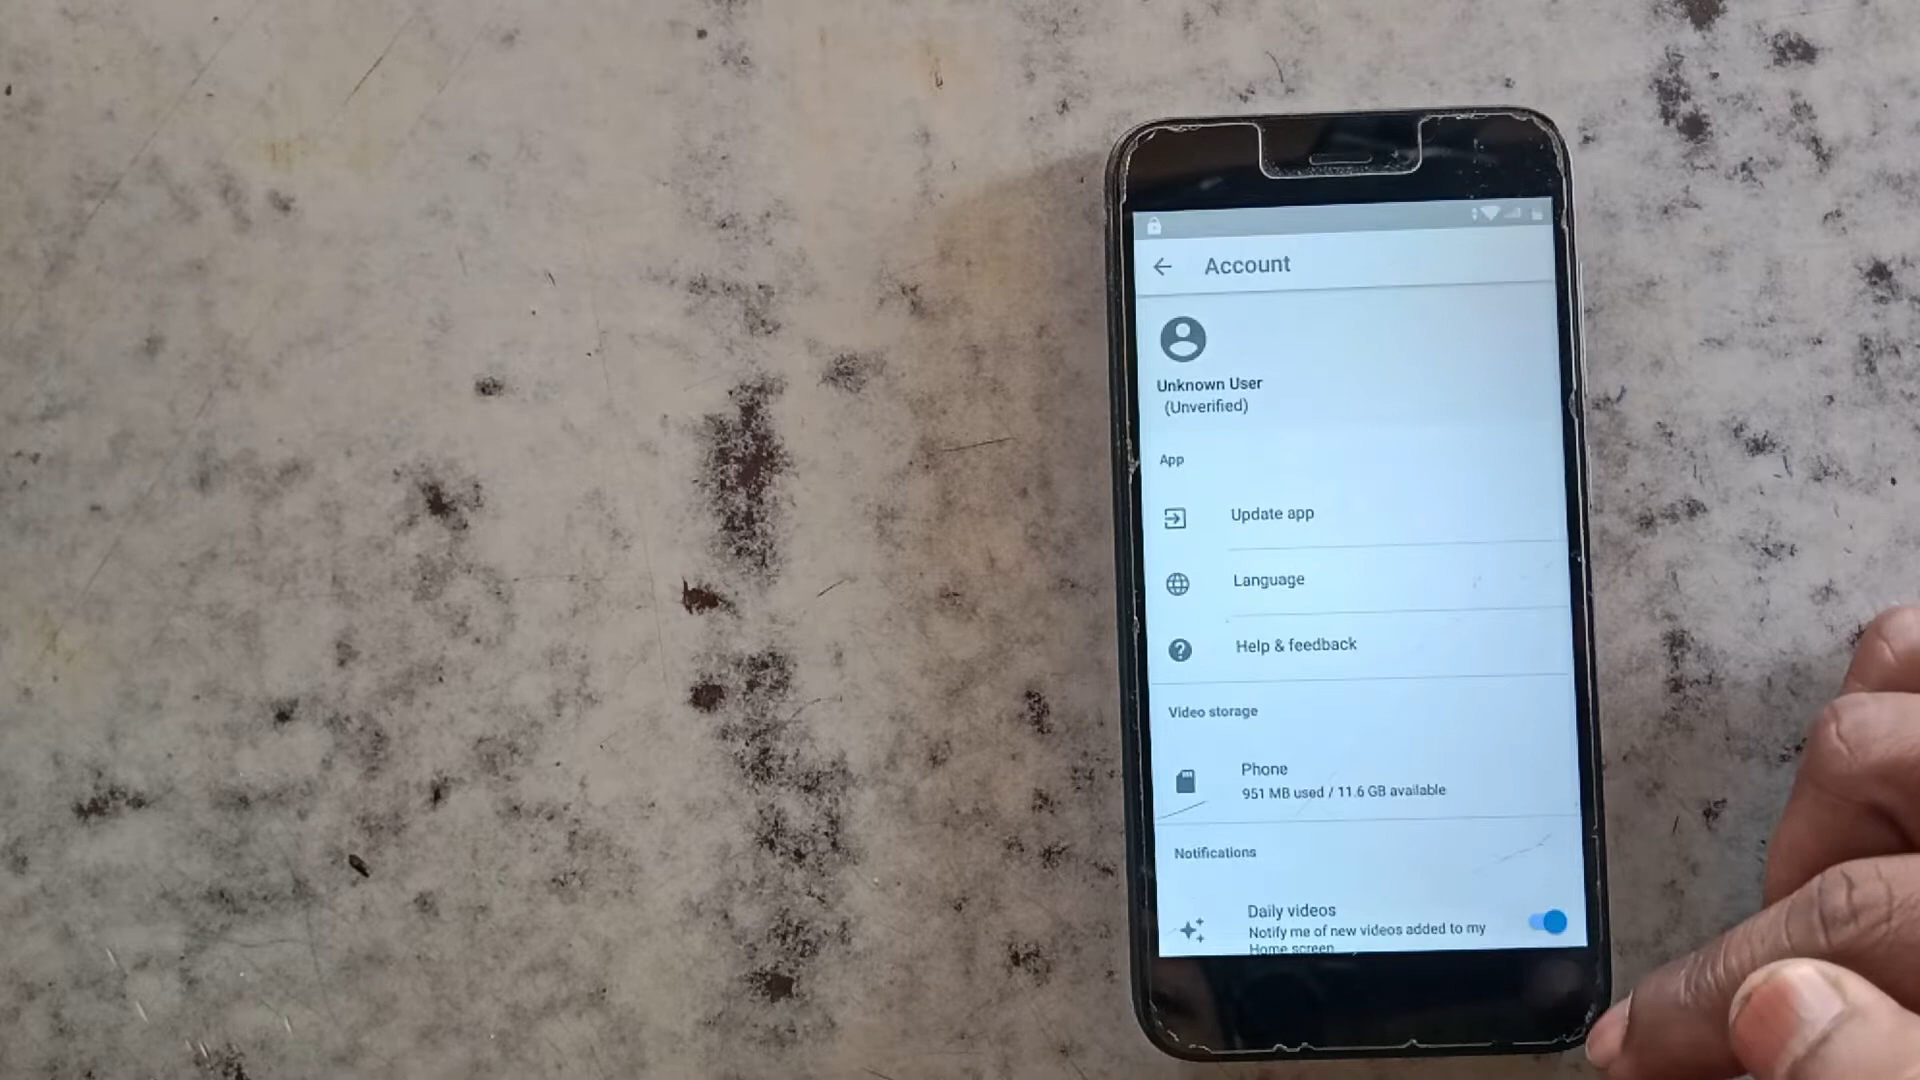 Account
Unknown User
(Unverified)
App
Update app
Language
Help & feedback
Video storage
Phone
951 MB used / 11.6 GB available
Notifications
Daily videos
Notify me of new videos added to my
Home screen